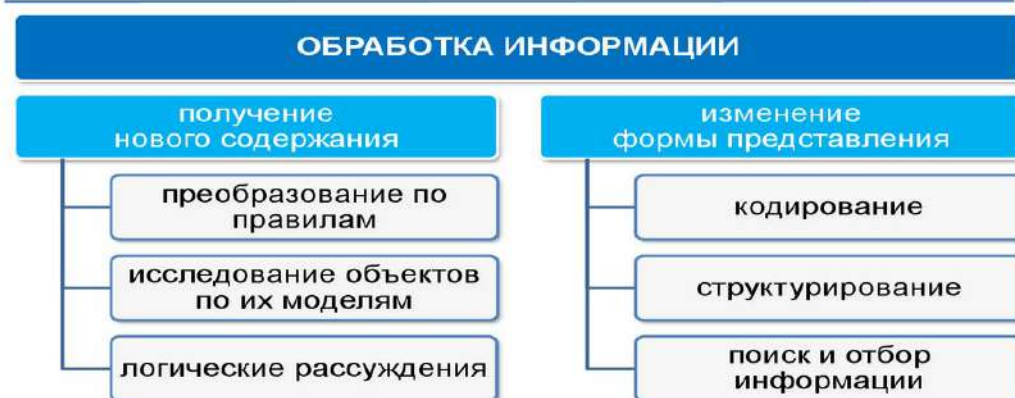 ОБРАБОТКА ИНФОРМАЦИИ
получение
нового содержания
преобразование по
правилам
исследование объектов
по их моделям
логические рассуждения
изменение
формы представления
кодирование
структурирование
поиск и отбор
информации